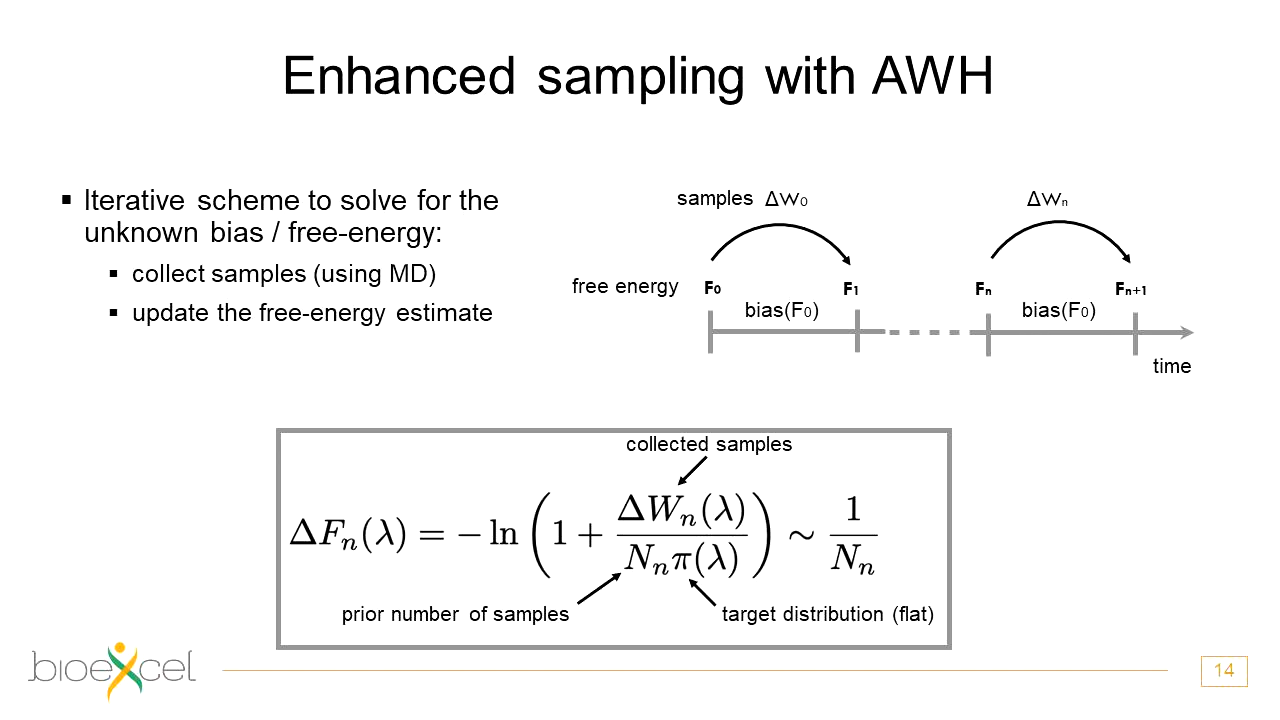 Enhanced sampling with AWH
▪ Iterative scheme to solve for the
unknown bias / free-energy:
▪ collect samples (using MD)
▪ update the free-energy estimate
samples ΔW₀
ΔWₙ
free energy F₀ F₁ Fₙ Fₙ₊₁
bias(F₀) bias(F₀)
time
collected samples
ΔFₙ(λ) = − ln (1 + ΔWₙ(λ) / Nₙπ(λ)) ∼ 1 / Nₙ
prior number of samples
target distribution (flat)
bioexcel
14